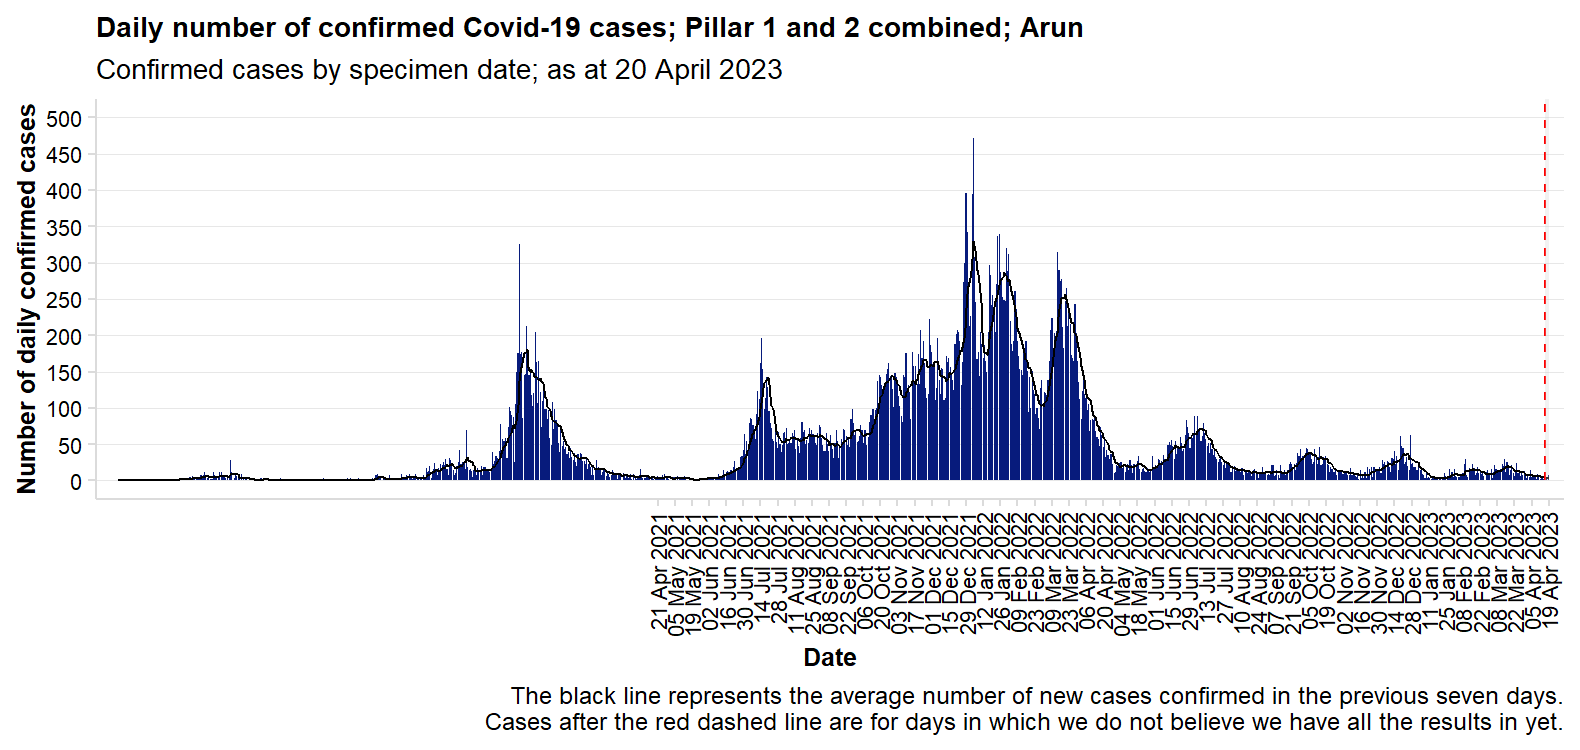 Daily number of confirmed Covid-19 cases; Pillar 1 and 2 combined; Arun
Confirmed cases by specimen date; as at 20 April 2023
Number of daily confirmed cases
500
450
400
350
300
250
200
150
100
50
0
21 Apr 2021
05 May 2021
19 May 2021
02 Jun 2021
16 Jun 2021
30 Jun 2021
14 Jul 2021
28 Jul 2021
11 Aug 2021
25 Aug 2021
08 Sep 2021
22 Sep 2021
06 Oct 2021
20 Oct 2021
03 Nov 2021
17 Nov 2021
01 Dec 2021
15 Dec 2021
29 Dec 2021
12 Jan 2022
26 Jan 2022
09 Feb 2022
23 Feb 2022
09 Mar 2022
23 Mar 2022
06 Apr 2022
20 Apr 2022
04 May 2022
18 May 2022
01 Jun 2022
15 Jun 2022
29 Jun 2022
13 Jul 2022
27 Jul 2022
10 Aug 2022
24 Aug 2022
07 Sep 2022
21 Sep 2022
05 Oct 2022
19 Oct 2022
02 Nov 2022
16 Nov 2022
30 Nov 2022
14 Dec 2022
28 Dec 2022
11 Jan 2023
25 Jan 2023
08 Feb 2023
22 Feb 2023
08 Mar 2023
22 Mar 2023
05 Apr 2023
19 Apr 2023
Date
The black line represents the average number of new cases confirmed in the previous seven days.
Cases after the red dashed line are for days in which we do not believe we have all the results in yet.